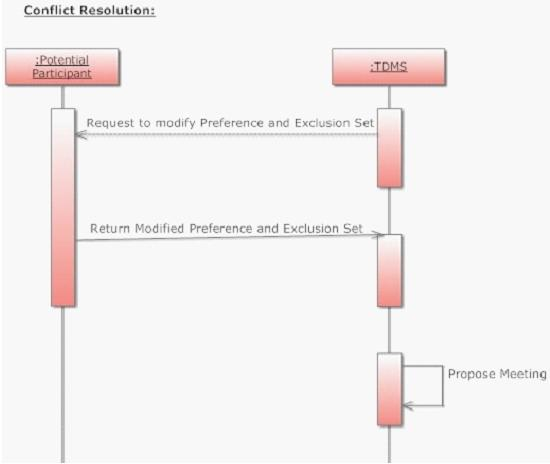 Conflict Resolution:
:Potential
Participant
:TDMS
Request to modify Preference and Exclusion Set
Return Modified Preference and Exclusion Set
Propose Meeting